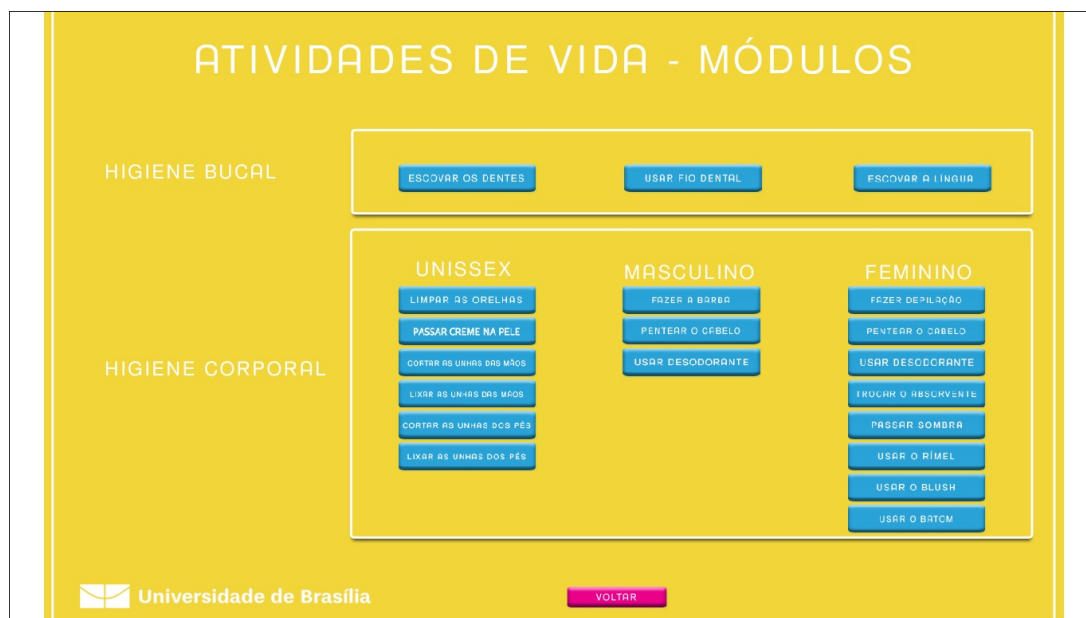 ATIVIDADES DE VIDA - MÓDULOS
HIGIENE BUCAL
ESCOVAR OS DENTES
USAR FIO DENTAL
ESCOVAR A LÍNGUA
HIGIENE CORPORAL
UNISSEX
LIMPAR AS ORELHAS
PASSAR CREME NA PELE
CORTAR AS UNHAS DAS MÃOS
LIXAR AS UNHAS DAS MÃOS
CORTAR AS UNHAS DOS PÉS
LIXAR AS UNHAS DOS PÉS
MASCULINO
FAZER A BARBA
PENTEAR O CABELO
USAR DESODORANTE
FEMININO
FAZER DEPILAÇÃO
PENTEAR O CABELO
USAR DESODORANTE
TROCAR O ABSORVENTE
PASSAR SOMBRA
USAR O RÍMEL
USAR O BLUSH
USAR O BATOM
Universidade de Brasília
VOLTAR